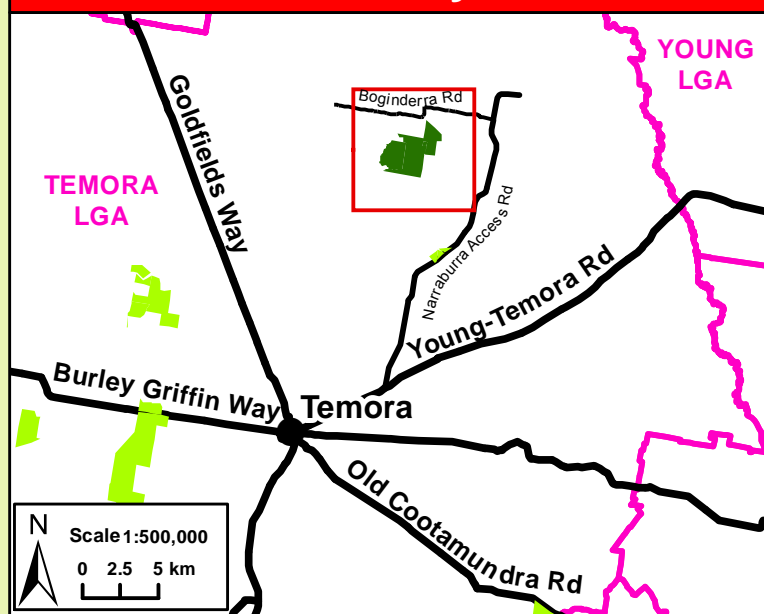 Boginderra Rd
YOUNG
LGA
Goldfields Way
TEMORA
LGA
Narraburra Access Rd
Young-Temora Rd
Burley Griffin Way
Temora
Old Cootamundra Rd
N
Scale 1:500,000
0 2.5 5 km